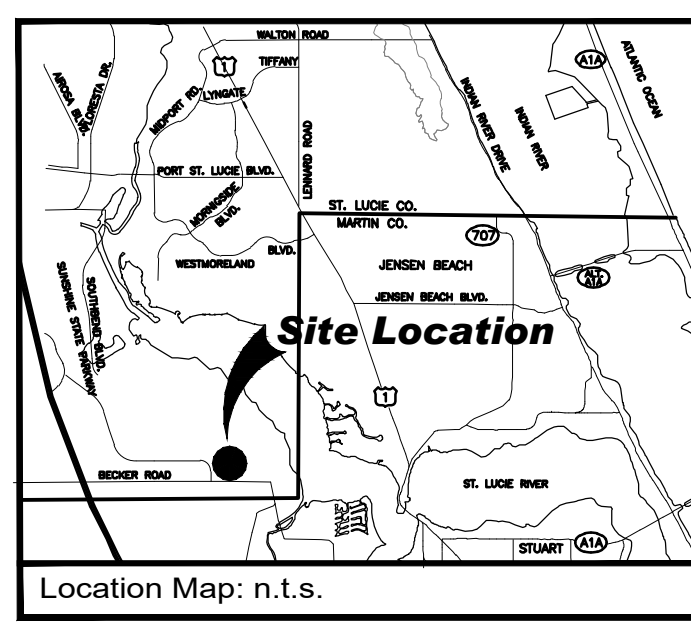 WALTON ROAD
A1A
ATLANTIC OCEAN
1
TIFFANY
AIROSA BLVD.
FLORESTA DR.
MIDPORT RD.
LYNGATE
INDIAN RIVER DRIVE
INDIAN RIVER
LENNARD ROAD
PORT ST. LUCIE BLVD.
MORNIGSIDE
BLVD.
ST. LUCIE CO.
MARTIN CO.
707
BLVD.
WESTMORELAND
JENSEN BEACH
ALT.
A1A
SUNSHINE STATE PARKWAY
SOUTHBEND BLVD.
JENSEN BEACH BLVD.
Site Location
1
BECKER ROAD
ST. LUCIE RIVER
STUART
A1A
Location Map: n.t.s.